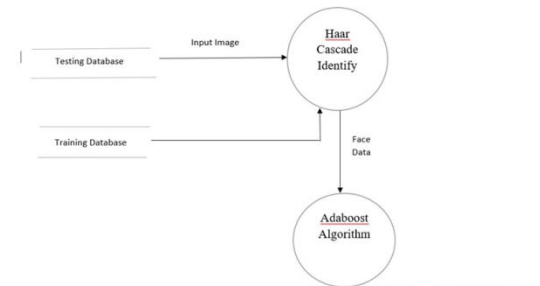 Haar
Cascade
Identify
Input Image
Testing Database
Training Database
Face
Data
Adaboost
Algorithm